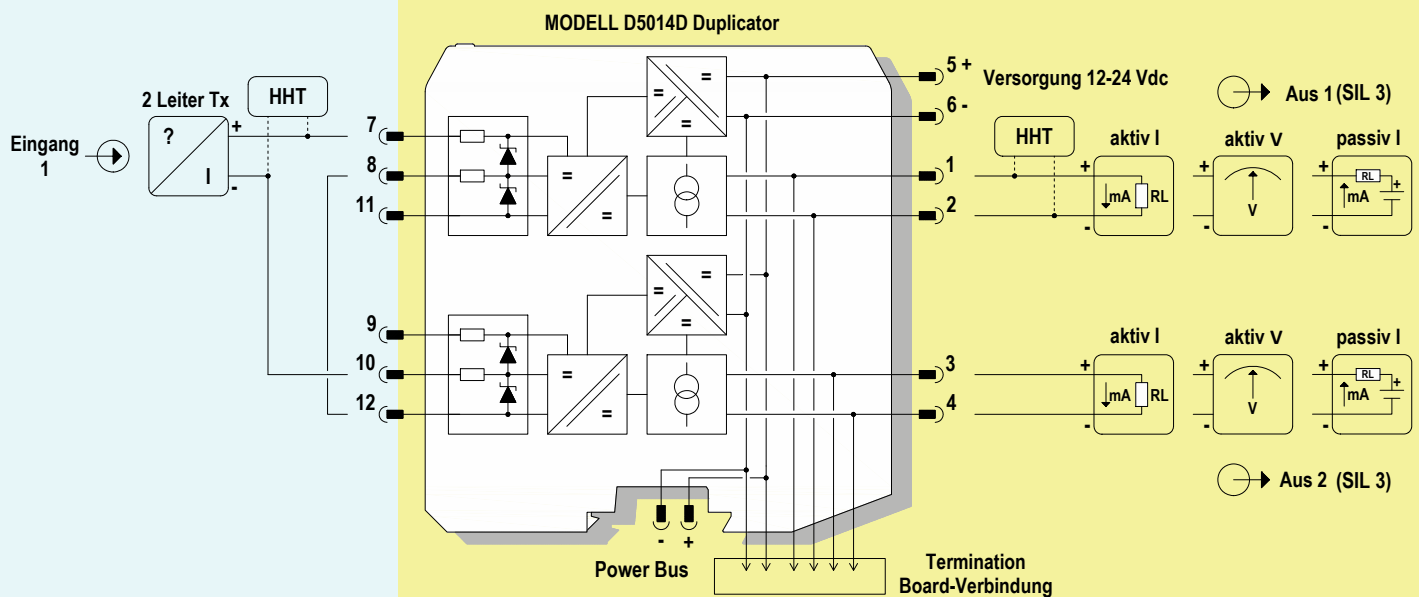 MODELL D5014D Duplicator
5 +
Versorgung 12-24 Vdc
6 -
Aus 1 (SIL 3)
2 Leiter Tx
HHT
Eingang
1
?
I
+
-
7
8
11
=
=
=
=
=
1
2
HHT
aktiv I
aktiv V
passiv I
+
mA
RL
-
+
V
-
+
RL
mA
+
-
9
10
12
=
=
=
=
=
3
4
aktiv I
aktiv V
passiv I
+
mA
RL
-
+
V
-
+
RL
mA
+
-
Aus 2 (SIL 3)
- +
Power Bus
Termination
Board-Verbindung